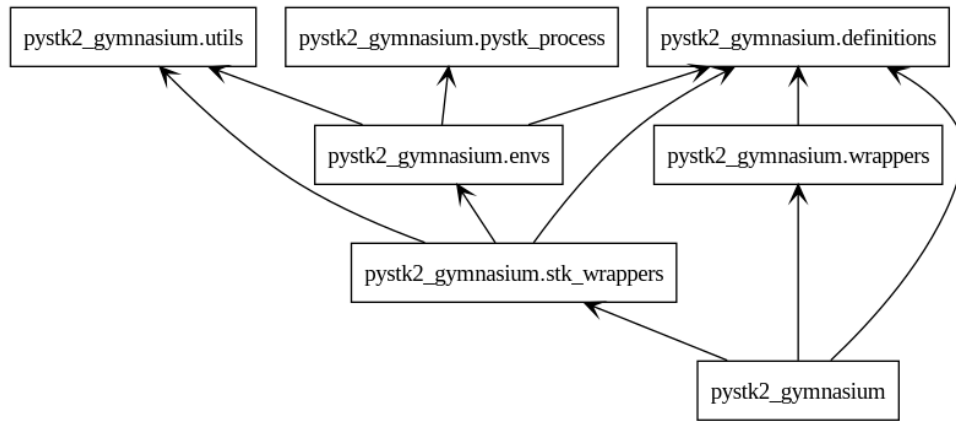 pystk2_gymnasium.utils
pystk2_gymnasium.pystk_process
pystk2_gymnasium.definitions
pystk2_gymnasium.envs
pystk2_gymnasium.wrappers
pystk2_gymnasium.stk_wrappers
pystk2_gymnasium